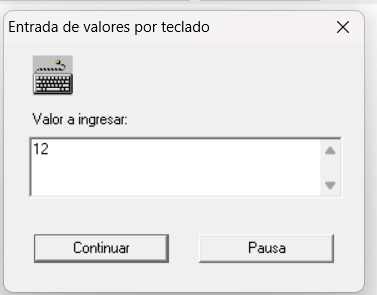 Entrada de valores por teclado
Valor a ingresar:
12
Continuar
Pausa